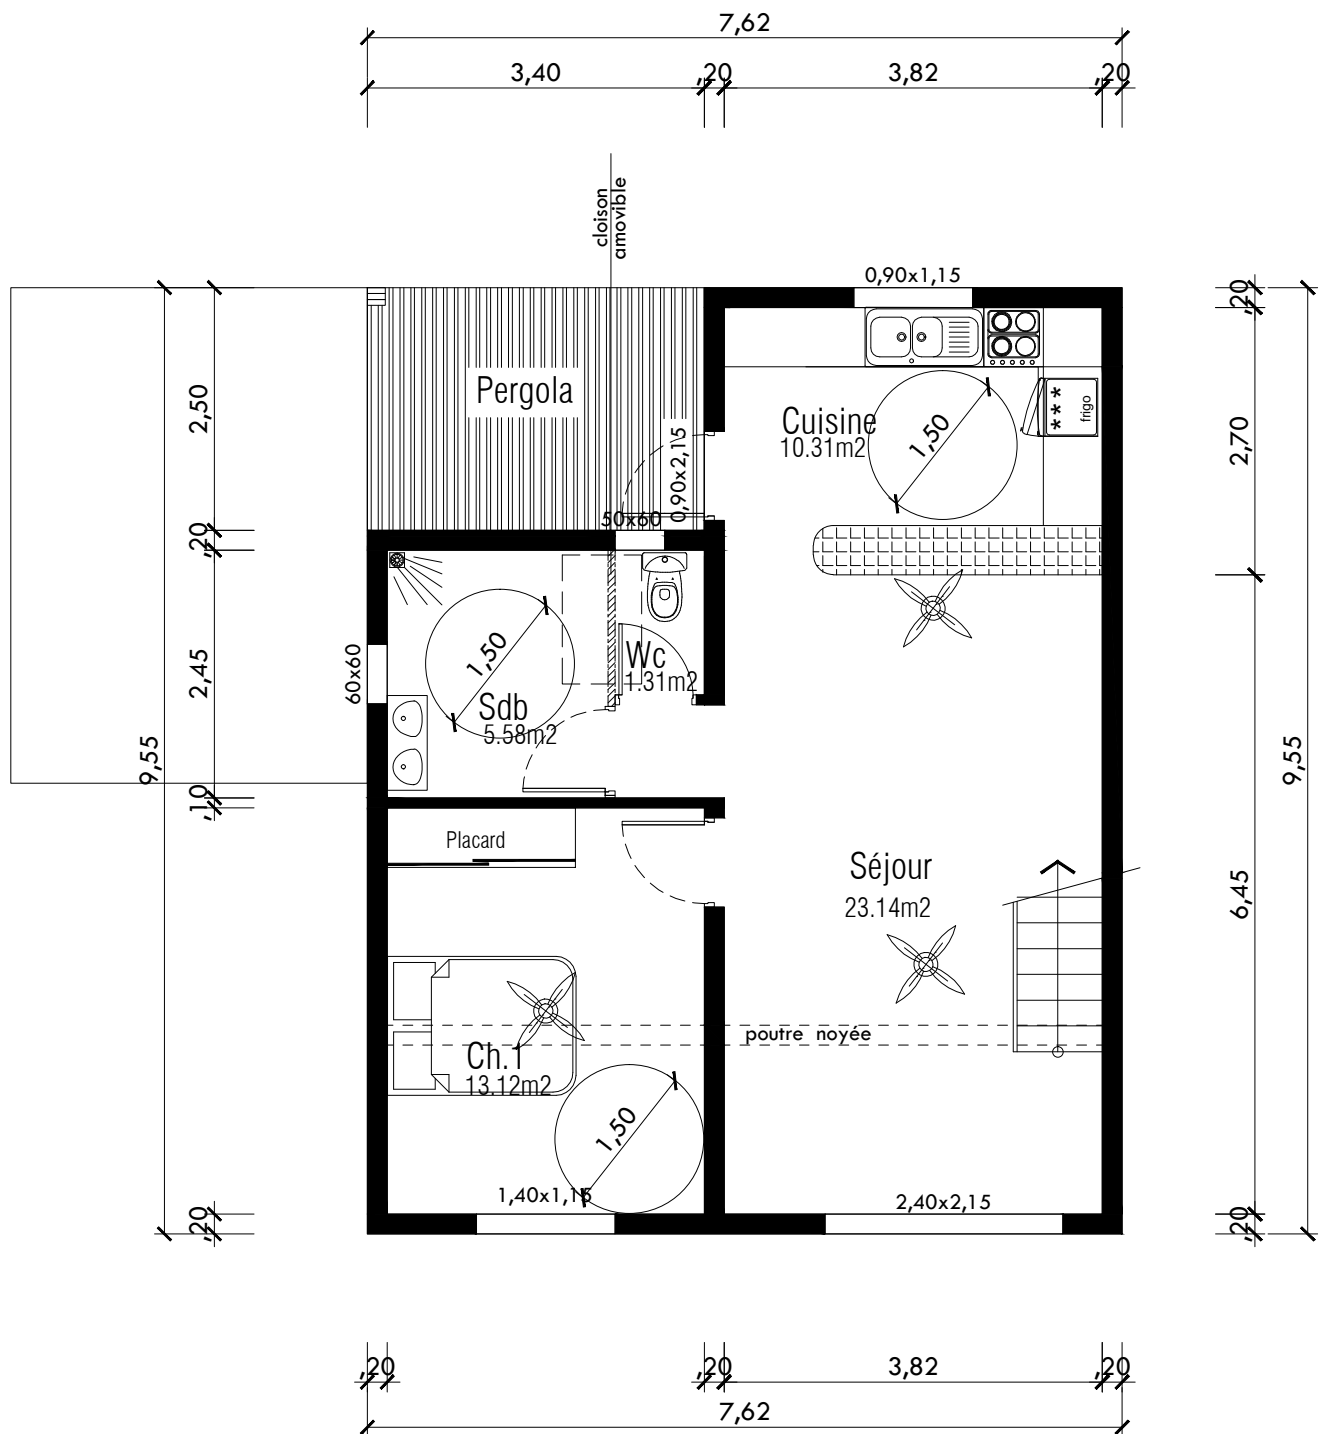 7,62
3,40
,20
3,82
,20
cloison
amovible
0,90x1,15
,20
Pergola
2,50
Cuisine
10.31m2
1,50
frigo
2,70
0,90x2,15
50x60
,20
60x60
2,45
1,50
Wc
1.31m2
Sdb
5.58m2
9,55
9,55
,10
Placard
Séjour
23.14m2
6,45
poutre noyée
Ch.1
13.12m2
1,50
1,40x1,15
2,40x2,15
,20
,20
,20
,20
3,82
,20
7,62